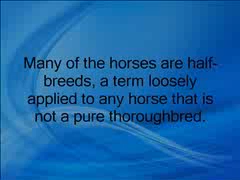 Many of the horses are half-
breeds, a term loosely
applied to any horse that is
not a pure thoroughbred.